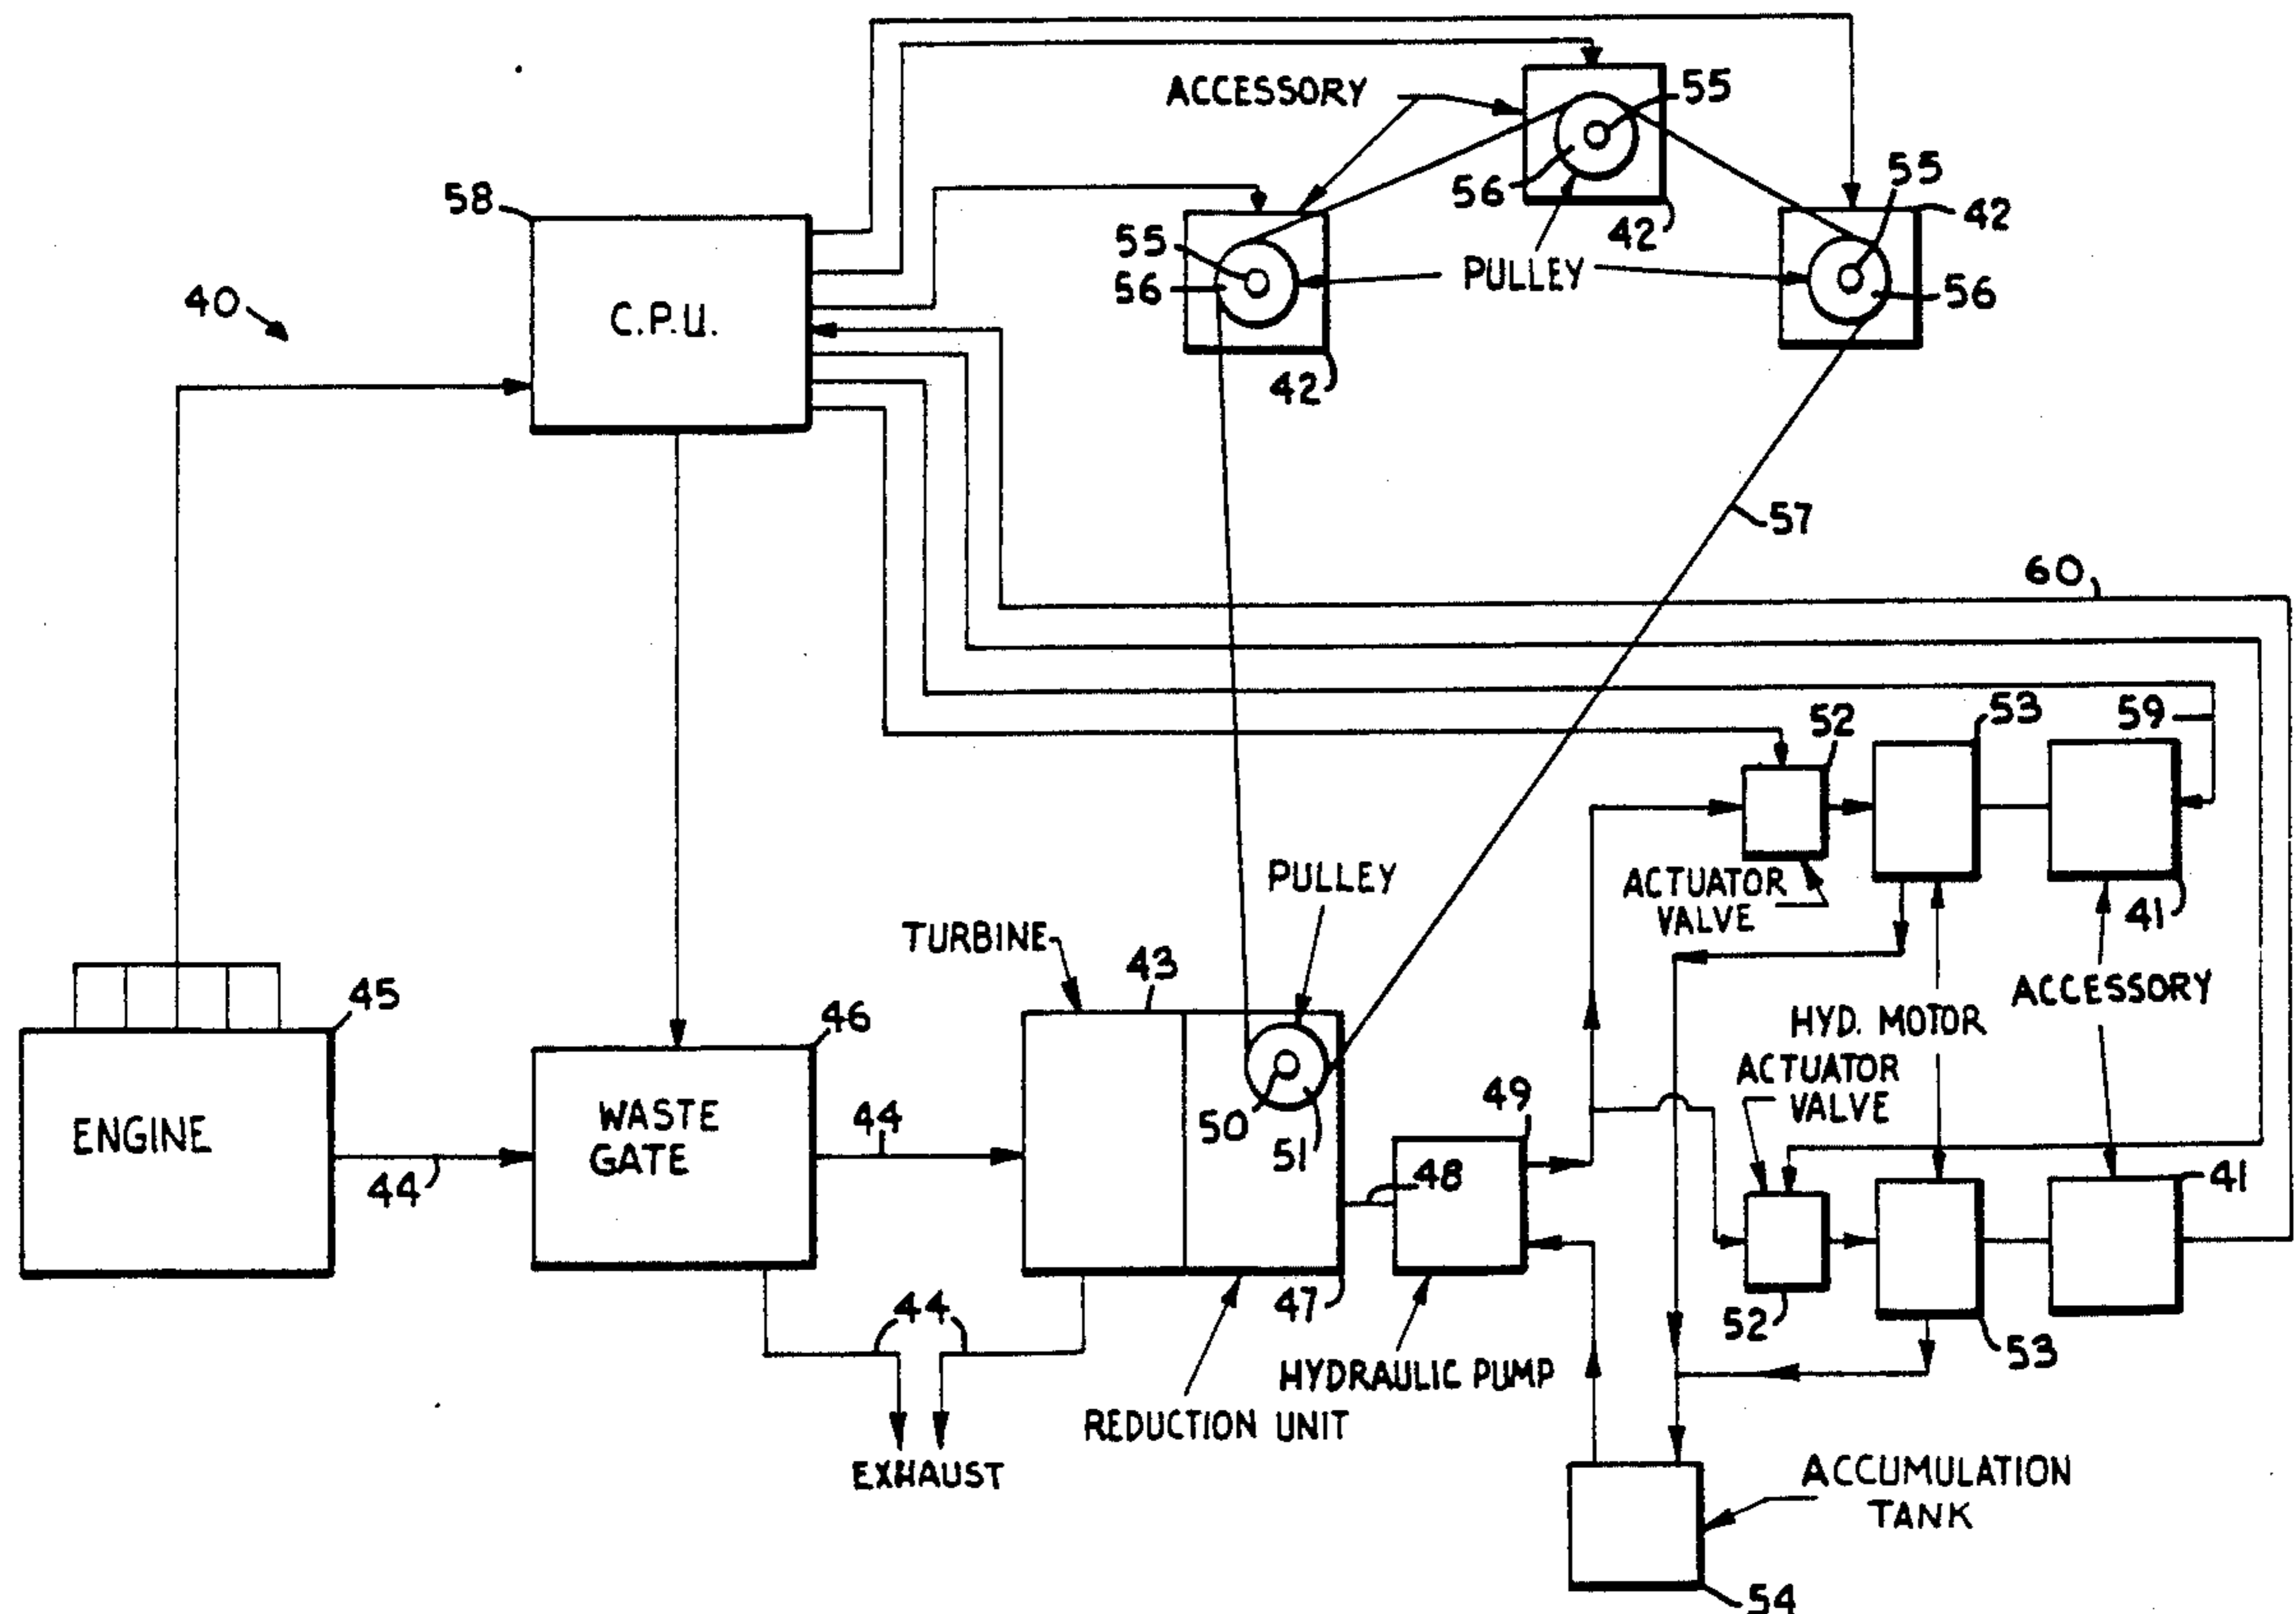 ACCESSORY
55
56
42
55
42
58
55
56
PULLEY
56
40
C.P.U.
42
57
60
52
53
59
PULLEY
ACTUATOR
VALVE
41
TURBINE
43
45
46
ACCESSORY
HYD. MOTOR
ACTUATOR
VALVE
49
ENGINE
WASTE
GATE
44
50
51
44
48
41
44
47
52
53
HYDRAULIC PUMP
REDUCTION UNIT
EXHAUST
ACCUMULATION
TANK
54